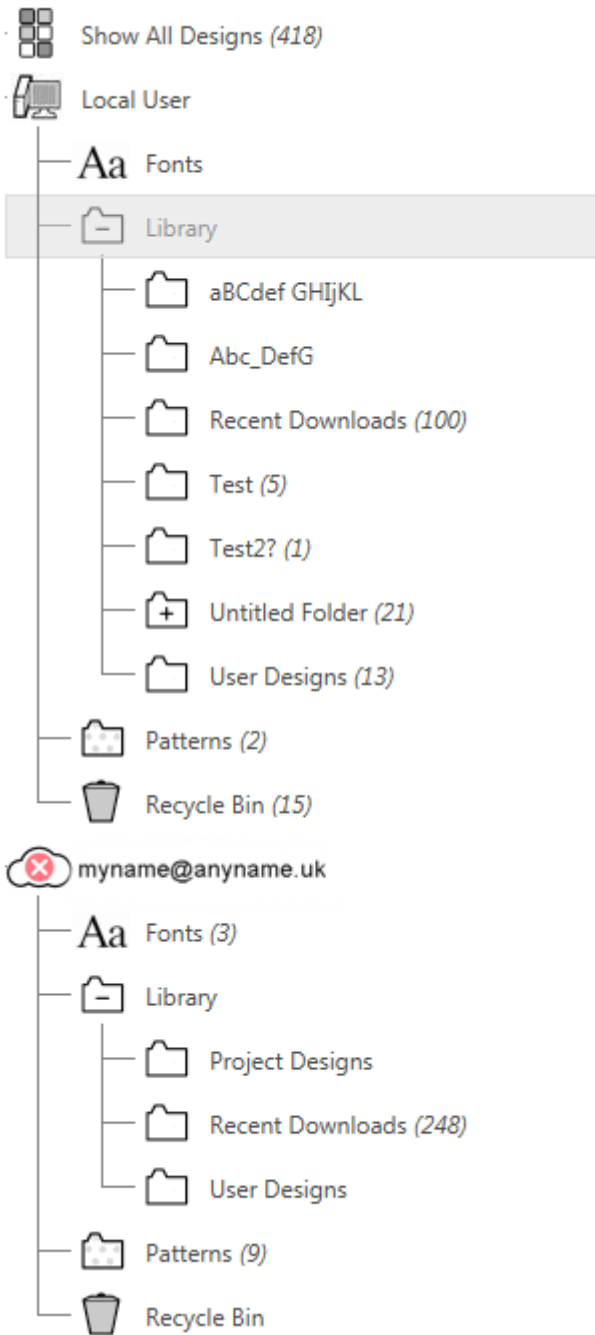 Show All Designs (418)
Local User
Aa Fonts
Library
aBCdef GHIjKL
Abc_DefG
Recent Downloads (100)
Test (5)
Test2? (1)
Untitled Folder (21)
User Designs (13)
Patterns (2)
Recycle Bin (15)
myname@anyname.uk
Aa Fonts (3)
Library
Project Designs
Recent Downloads (248)
User Designs
Patterns (9)
Recycle Bin